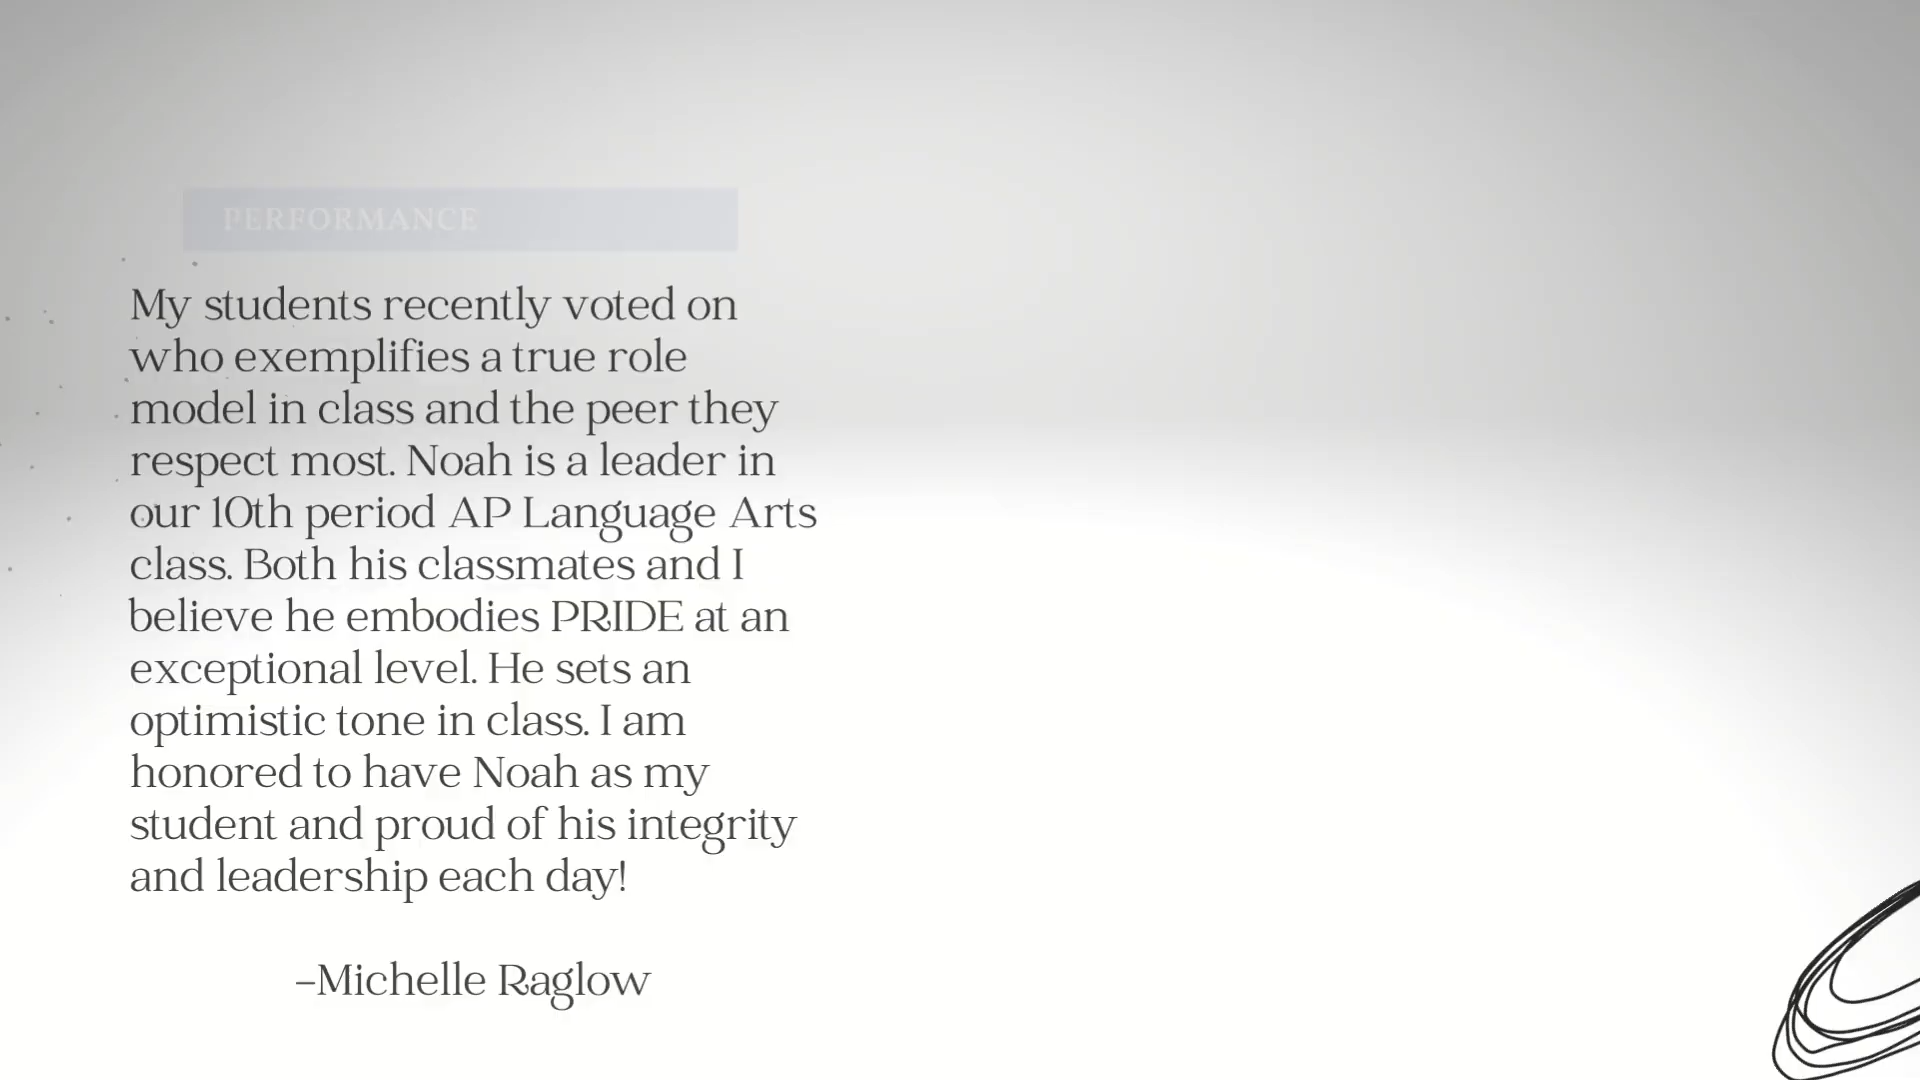 PERFORMANCE
My students recently voted on
who exemplifies a true role
model in class and the peer they
respect most. Noah is a leader in
our 10th period AP Language Arts
class. Both his classmates and I
believe he embodies PRIDE at an
exceptional level. He sets an
optimistic tone in class. I am
honored to have Noah as my
student and proud of his integrity
and leadership each day!
–Michelle Raglow